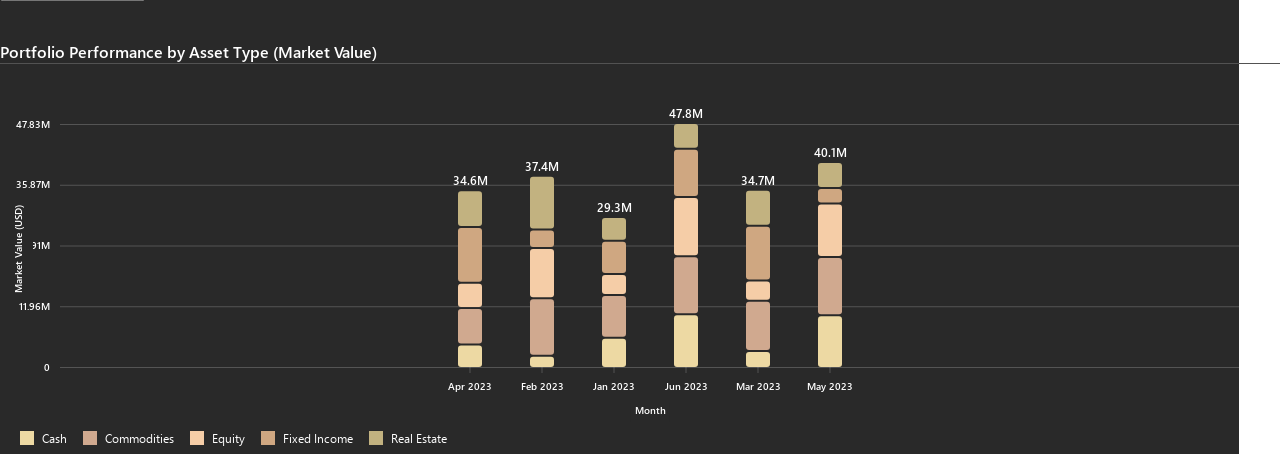 Portfolio Performance by Asset Type (Market Value)
47.8M
40.1M
37.4M
34.6M
34.7M
29.3M
47.83M
35.87M
11.96M
0
Market Value (USD)
Apr 2023 Feb 2023 Jan 2023 Jun 2023 Mar 2023 May 2023
Month
Cash Commodities Equity Fixed Income Real Estate